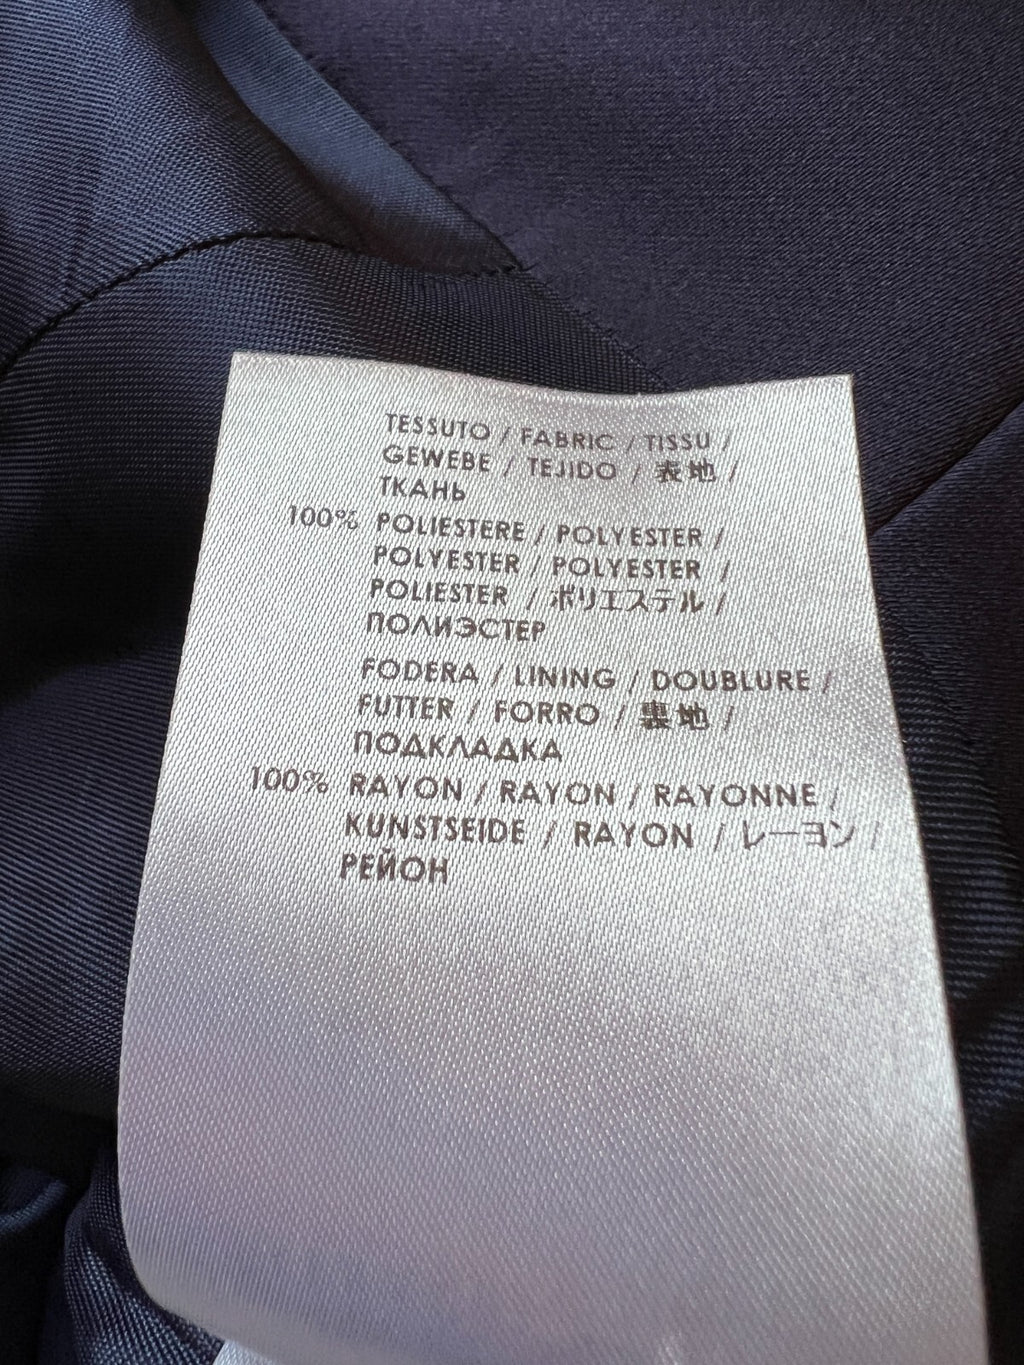 TESSUTO / FABRIC / TISSU /
GEWEBE / TEJIDO / 表地 /
ТКАНЬ
100% POLIESTERE / POLYESTER /
POLYESTER / POLYESTER /
POLIESTER / ポリエステル /
ПОЛИЭСТЕР
FODERA / LINING / DOUBLURE /
FUTTER / FORRO / 裏地 /
ПОДКЛАДКА
100% RAYON / RAYON / RAYONNE /
KUNSTSEIDE / RAYON / レーヨン /
РЕЙОН